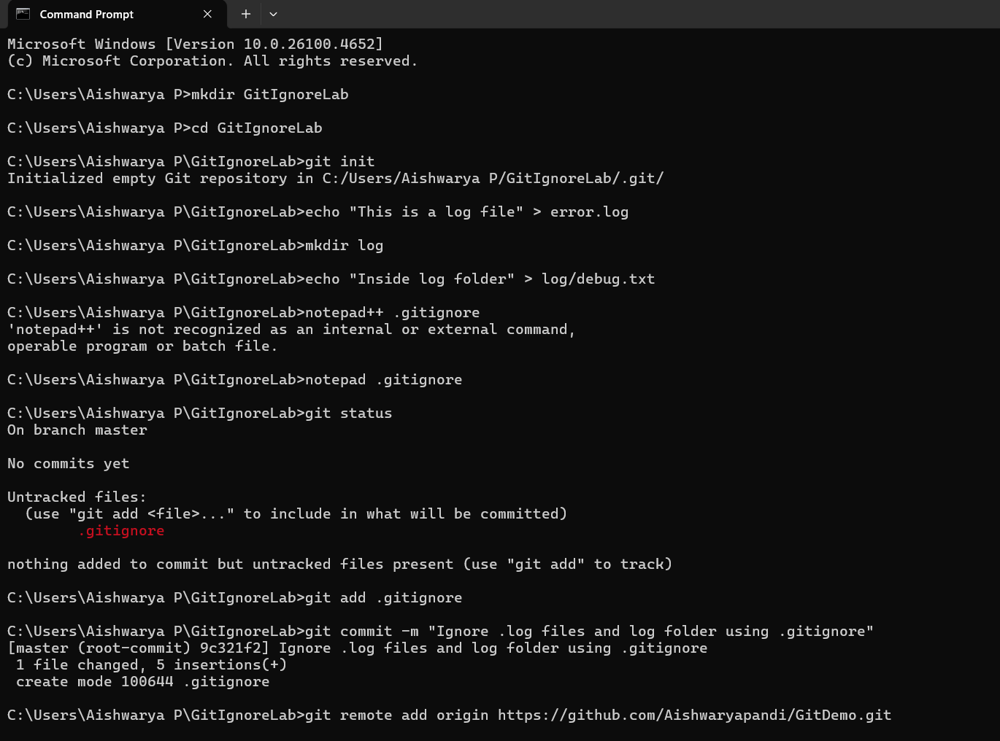 Command Prompt
Microsoft Windows [Version 10.0.26100.4652]
(c) Microsoft Corporation. All rights reserved.
C:\Users\Aishwarya P>mkdir GitIgnoreLab
C:\Users\Aishwarya P>cd GitIgnoreLab
C:\Users\Aishwarya P\GitIgnoreLab>git init
Initialized empty Git repository in C:/Users/Aishwarya P/GitIgnoreLab/.git/
C:\Users\Aishwarya P\GitIgnoreLab>echo "This is a log file" > error.log
C:\Users\Aishwarya P\GitIgnoreLab>mkdir log
C:\Users\Aishwarya P\GitIgnoreLab>echo "Inside log folder" > log/debug.txt
C:\Users\Aishwarya P\GitIgnoreLab>notepad++ .gitignore
'notepad++' is not recognized as an internal or external command,
operable program or batch file.
C:\Users\Aishwarya P\GitIgnoreLab>notepad .gitignore
C:\Users\Aishwarya P\GitIgnoreLab>git status
On branch master
No commits yet
Untracked files:
  (use "git add <file>..." to include in what will be committed)
        .gitignore
nothing added to commit but untracked files present (use "git add" to track)
C:\Users\Aishwarya P\GitIgnoreLab>git add .gitignore
C:\Users\Aishwarya P\GitIgnoreLab>git commit -m "Ignore .log files and log folder using .gitignore"
[master (root-commit) 9c321f2] Ignore .log files and log folder using .gitignore
 1 file changed, 5 insertions(+)
 create mode 100644 .gitignore
C:\Users\Aishwarya P\GitIgnoreLab>git remote add origin https://github.com/Aishwaryapandi/GitDemo.git